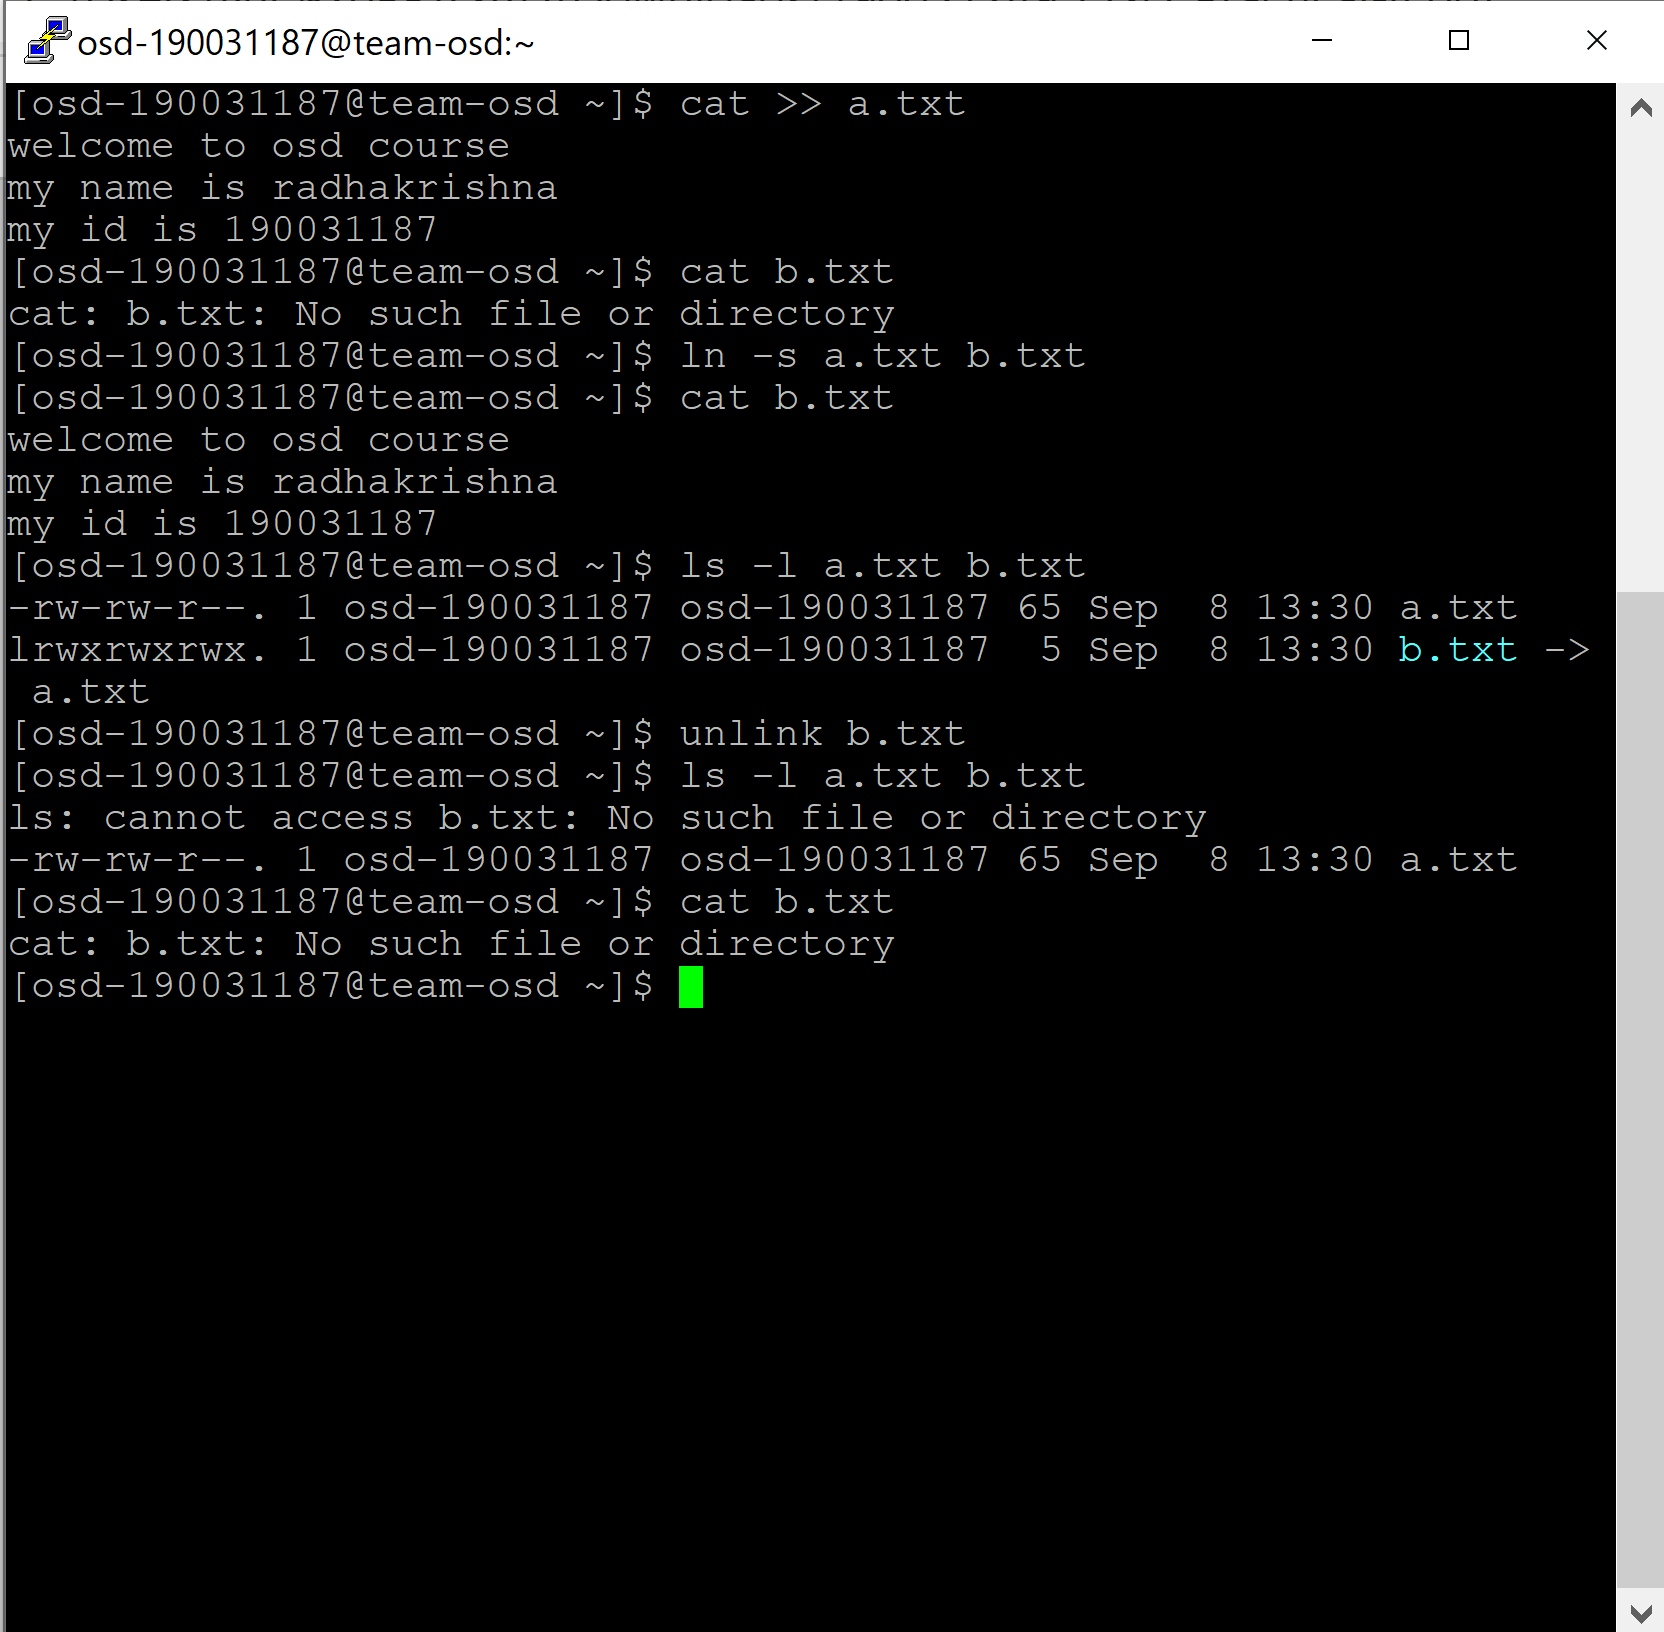 osd-190031187@team-osd:~
[osd-190031187@team-osd ~]$ cat >> a.txt
welcome to osd course
my name is radhakrishna
my id is 190031187
[osd-190031187@team-osd ~]$ cat b.txt
cat: b.txt: No such file or directory
[osd-190031187@team-osd ~]$ ln -s a.txt b.txt
[osd-190031187@team-osd ~]$ cat b.txt
welcome to osd course
my name is radhakrishna
my id is 190031187
[osd-190031187@team-osd ~]$ ls -l a.txt b.txt
-rw-rw-r--. 1 osd-190031187 osd-190031187 65 Sep  8 13:30 a.txt
lrwxrwxrwx. 1 osd-190031187 osd-190031187  5 Sep  8 13:30 b.txt ->
 a.txt
[osd-190031187@team-osd ~]$ unlink b.txt
[osd-190031187@team-osd ~]$ ls -l a.txt b.txt
ls: cannot access b.txt: No such file or directory
-rw-rw-r--. 1 osd-190031187 osd-190031187 65 Sep  8 13:30 a.txt
[osd-190031187@team-osd ~]$ cat b.txt
cat: b.txt: No such file or directory
[osd-190031187@team-osd ~]$